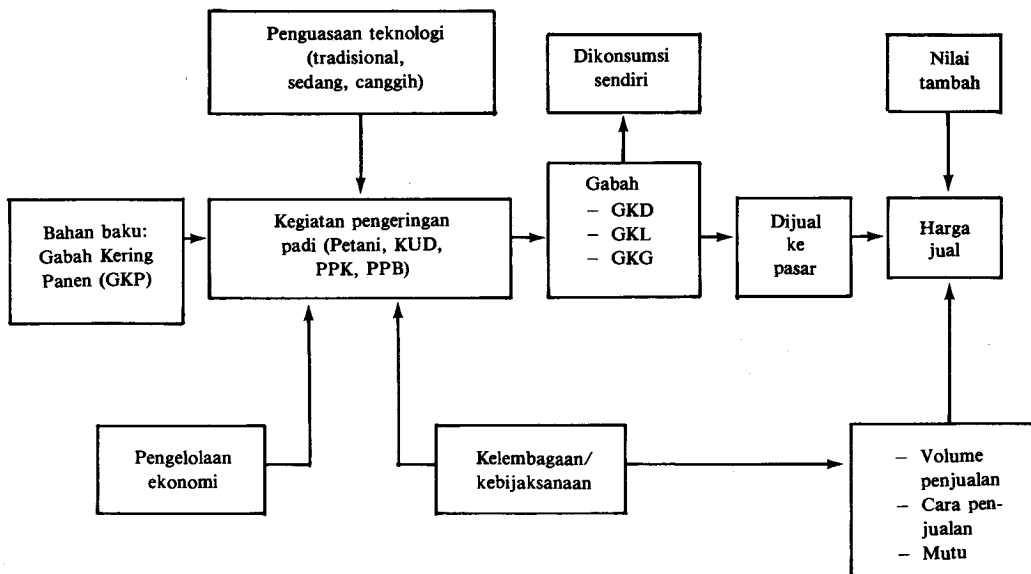 Penguasaan teknologi
(tradisional,
sedang, canggih)
Dikonsumsi
sendiri
Nilai
tambah
Bahan baku:
Gabah Kering
Panen (GKP)
Kegiatan pengeringan
padi (Petani, KUD,
PPK, PPB)
Gabah
– GKD
– GKL
– GKG
Dijual
ke
pasar
Harga
jual
Pengelolaan
ekonomi
Kelembagaan/
kebijaksanaan
– Volume
penjualan
– Cara pen-
jualan
– Mutu